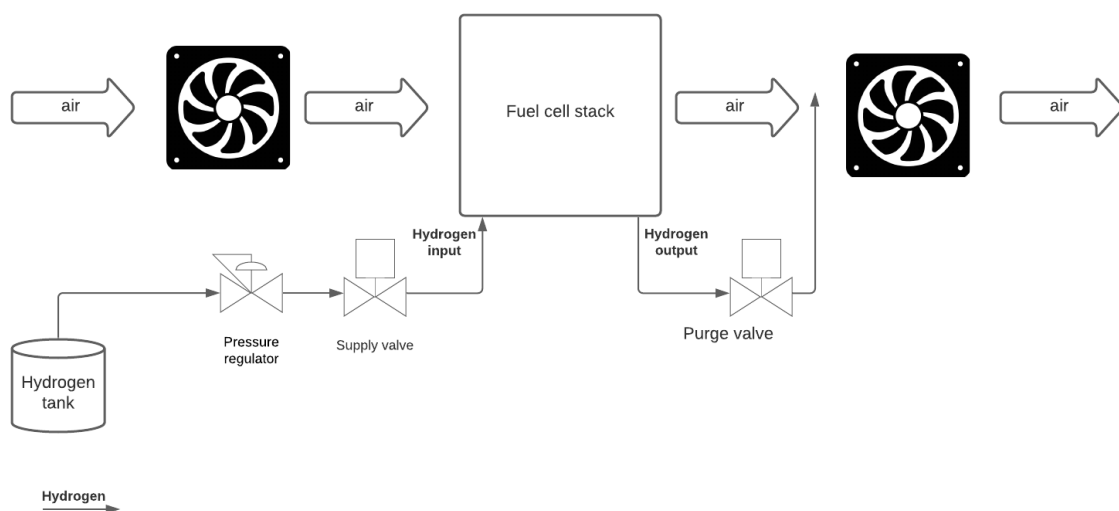 air
air
Fuel cell stack
air
air
Hydrogen
input
Hydrogen
output
Pressure
regulator
Supply valve
Purge valve
Hydrogen
tank
Hydrogen